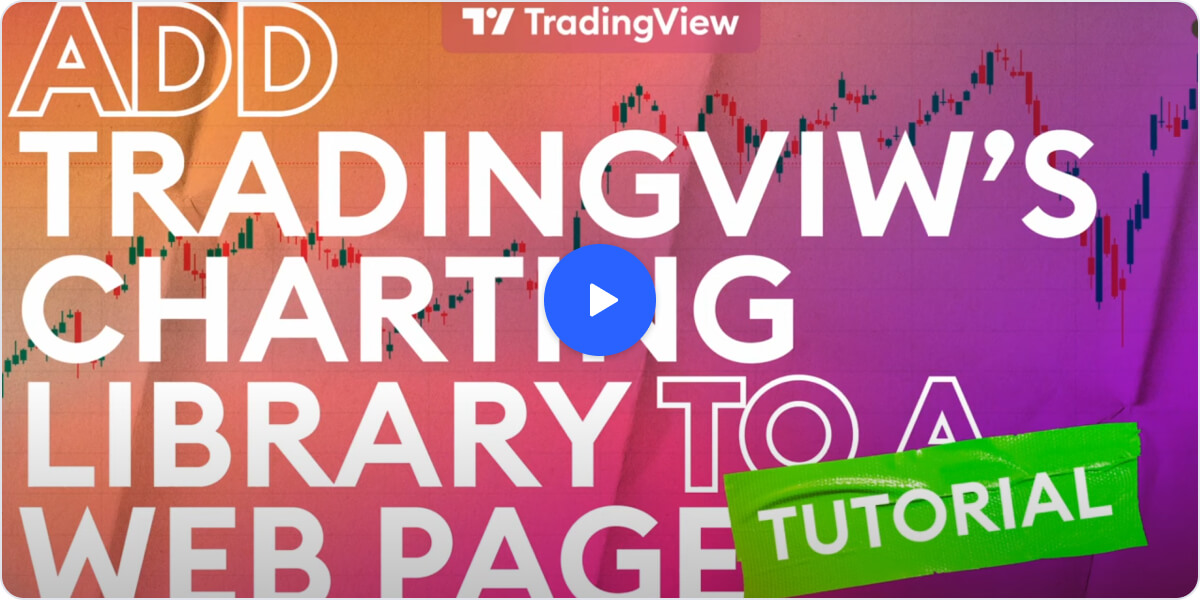 TradingView
ADD
TRADINGVIW'S
CHARTING
LIBRARY TO A
WEB PAGE
TUTORIAL